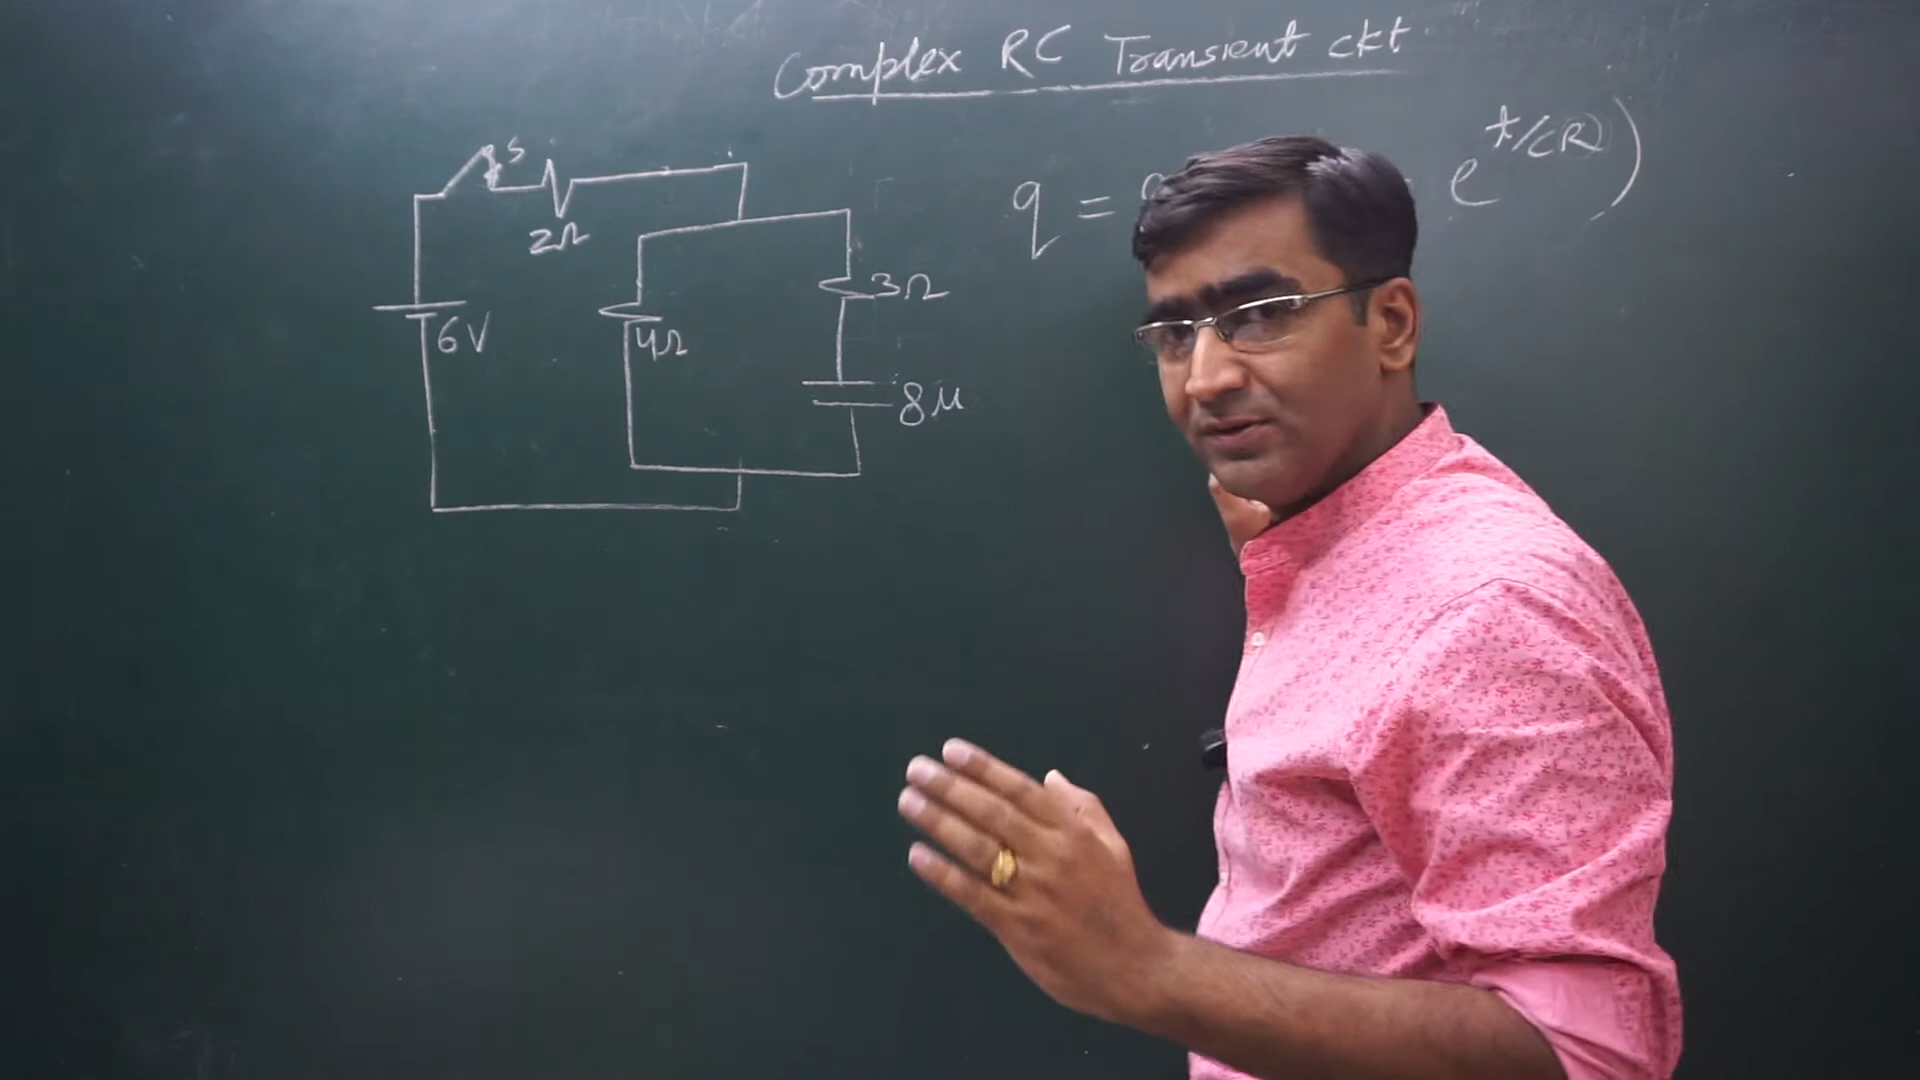 Complex RC Transient ckt
S
2Ω
6V
4Ω
3Ω
8μ
q =
e^t/CR)